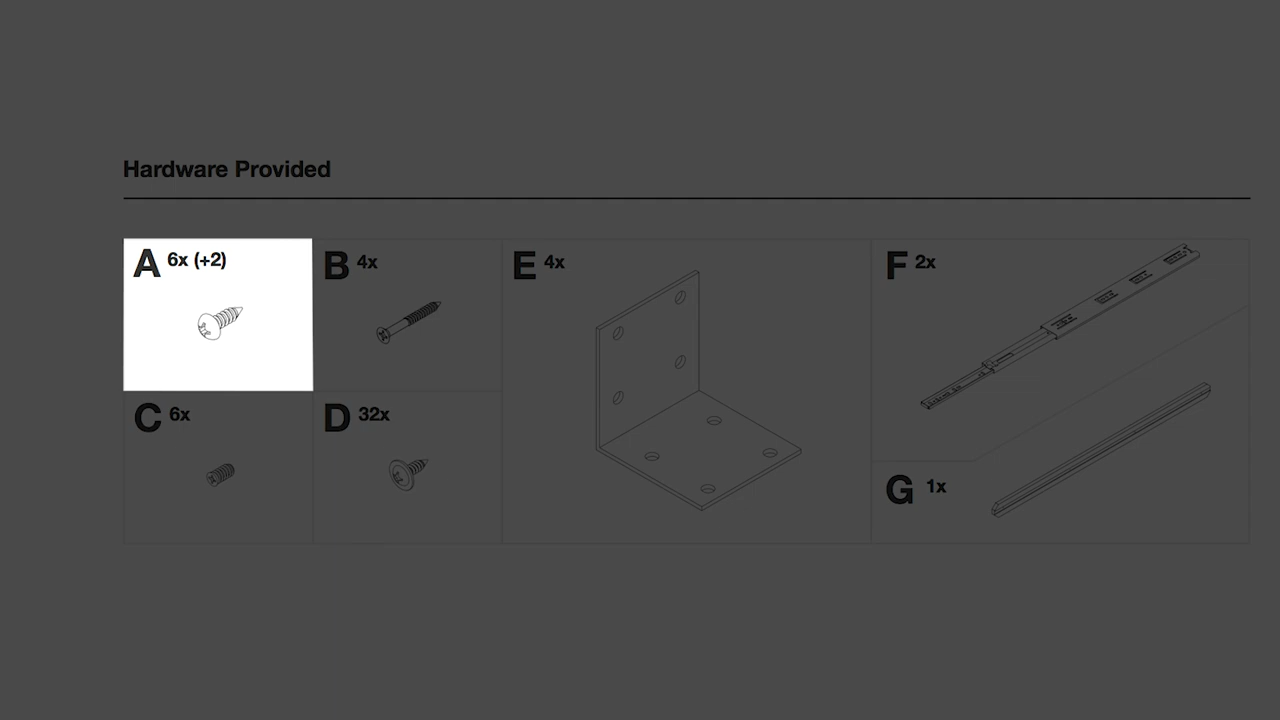 Hardware Provided
A 6x (+2)
B 4x
E 4x
F 2x
C 6x
D 32x
G 1x